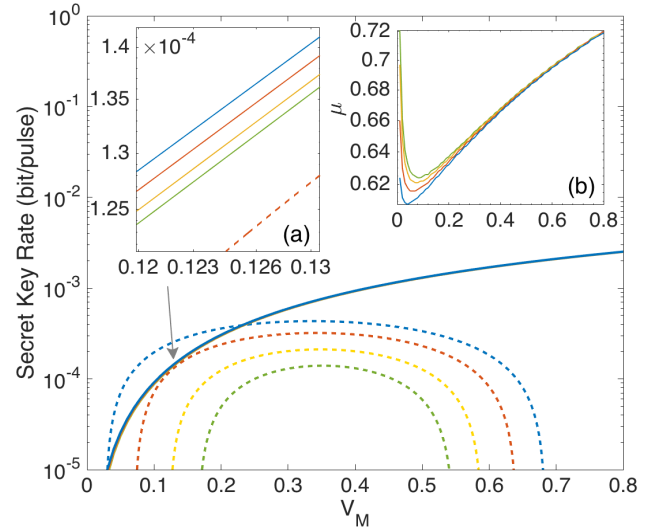 10^0
10^-1
10^-2
10^-3
10^-4
10^-5
Secret Key Rate (bit/pulse)
0 0.1 0.2 0.3 0.4 0.5 0.6 0.7 0.8
V_M
1.4 ×10^-4
1.35
1.3
1.25
(a)
0.12 0.123 0.126 0.13
0.72
0.7
0.68
0.66
0.64
0.62
μ
(b)
0 0.2 0.4 0.6 0.8